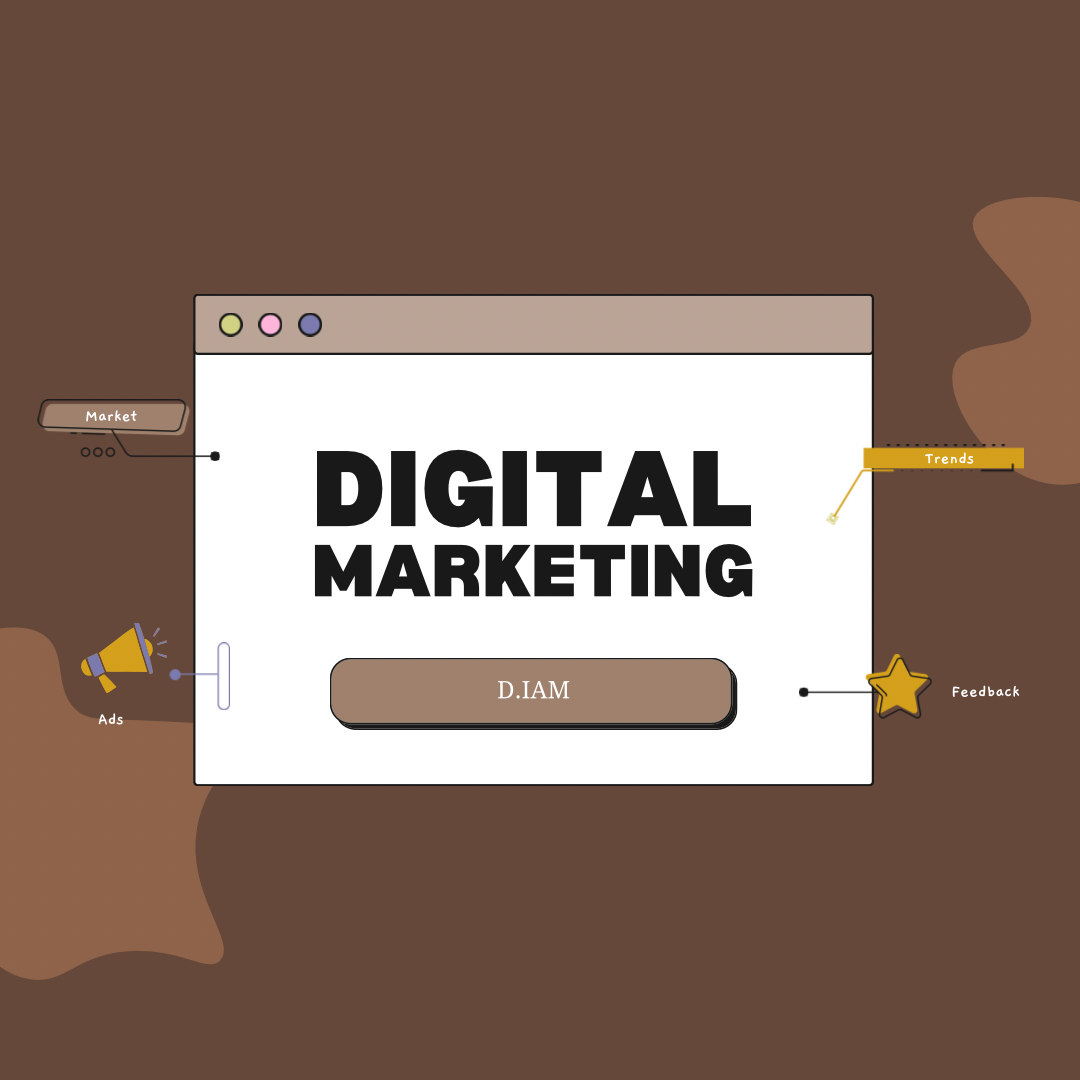 Market
Trends
DIGITAL
MARKETING
D.IAM
Feedback
Ads